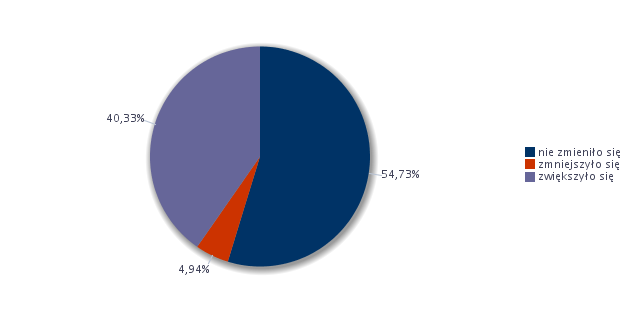 40,33%
54,73%
4,94%
nie zmieniło się
zmniejszyło się
zwiększyło się